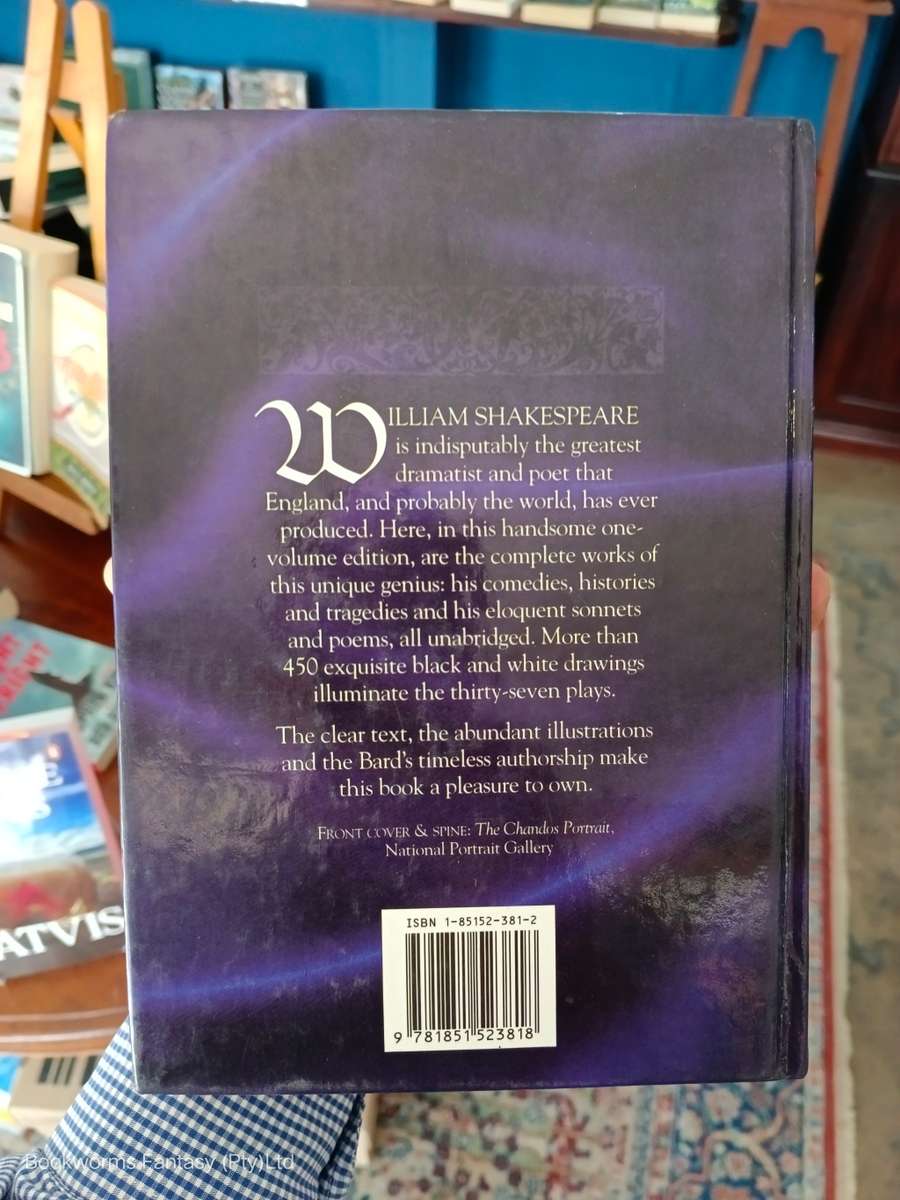 WILLIAM SHAKESPEARE
is indisputably the greatest
dramatist and poet that
England, and probably the world, has ever
produced. Here, in this handsome one-
volume edition, are the complete works of
this unique genius: his comedies, histories
and tragedies and his eloquent sonnets
and poems, all unabridged. More than
450 exquisite black and white drawings
illuminate the thirty-seven plays.
The clear text, the abundant illustrations
and the Bard's timeless authorship make
this book a pleasure to own.
FRONT COVER & SPINE: The Chandos Portrait,
National Portrait Gallery
ISBN 1-85152-381-2
9 781851 523818
ATVIS
Bookworms Fantasy (Pty)Ltd